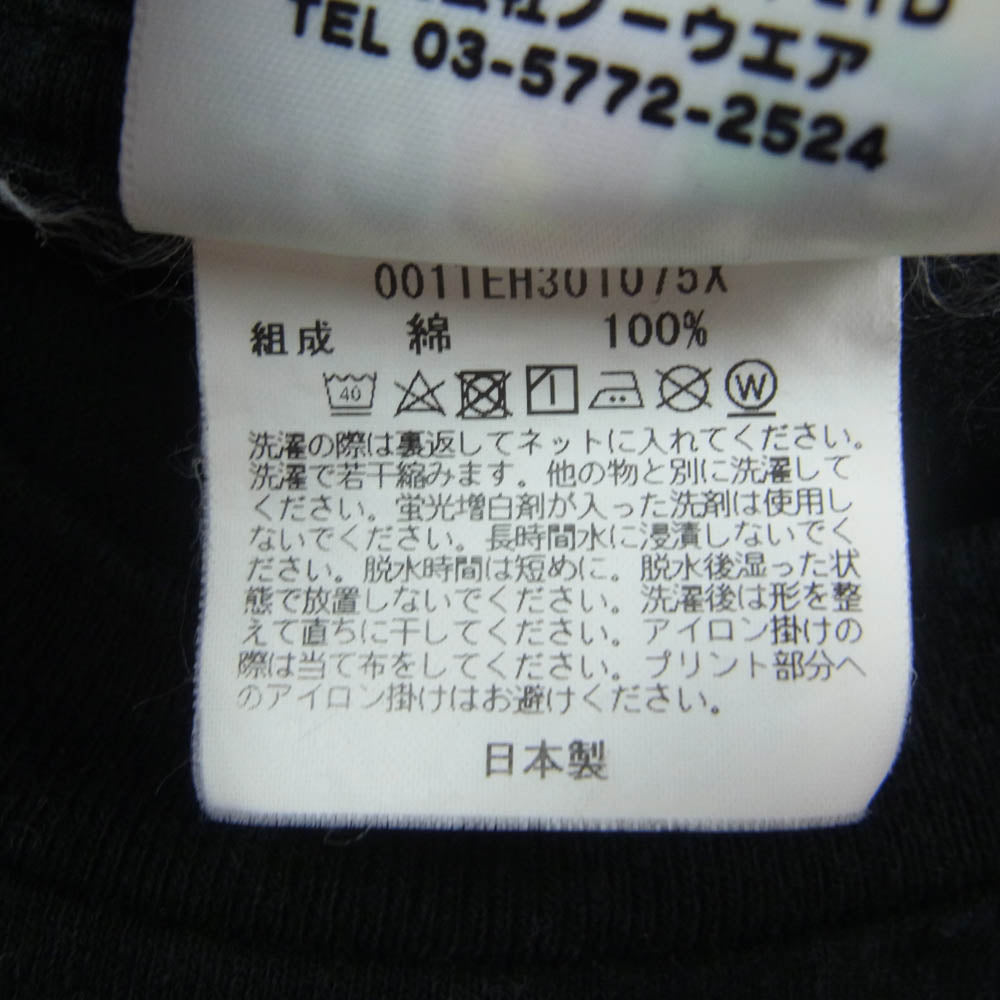 LTD
ノーウエア
TEL 03-5772-2524
0011EH301075X
組成 綿 100%
40 W
洗濯の際は裏返してネットに入れてください。
洗濯で若干縮みます。他の物と別に洗濯して
ください。蛍光増白剤が入った洗剤は使用し
ないでください。長時間水に浸漬しないでく
ださい。脱水時間は短めに。脱水後湿った状
態で放置しないでください。洗濯後は形を整
えて直ちに干してください。アイロン掛けの
際は当て布をしてください。プリント部分へ
のアイロン掛けはお避けください。
日本製